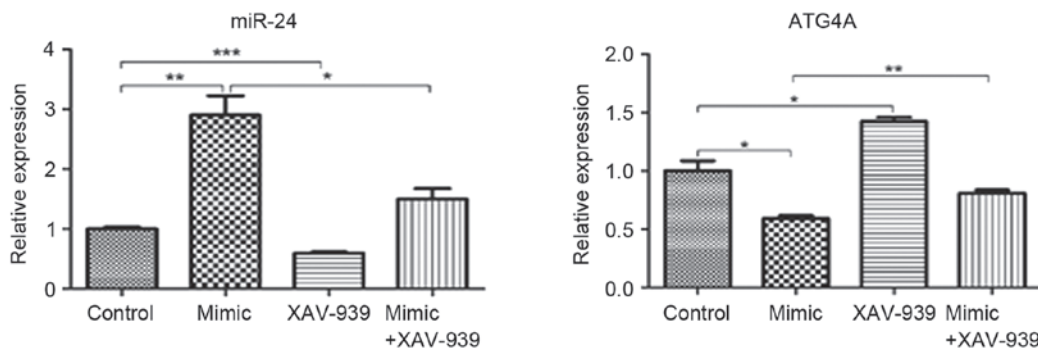 miR-24
Relative expression
4
3
2
1
0
***
**
*
Control
Mimic
XAV-939
Mimic
+XAV-939
ATG4A
Relative expression
2.0
1.5
1.0
0.5
0.0
**
*
*
Control
Mimic
XAV-939
Mimic
+XAV-939